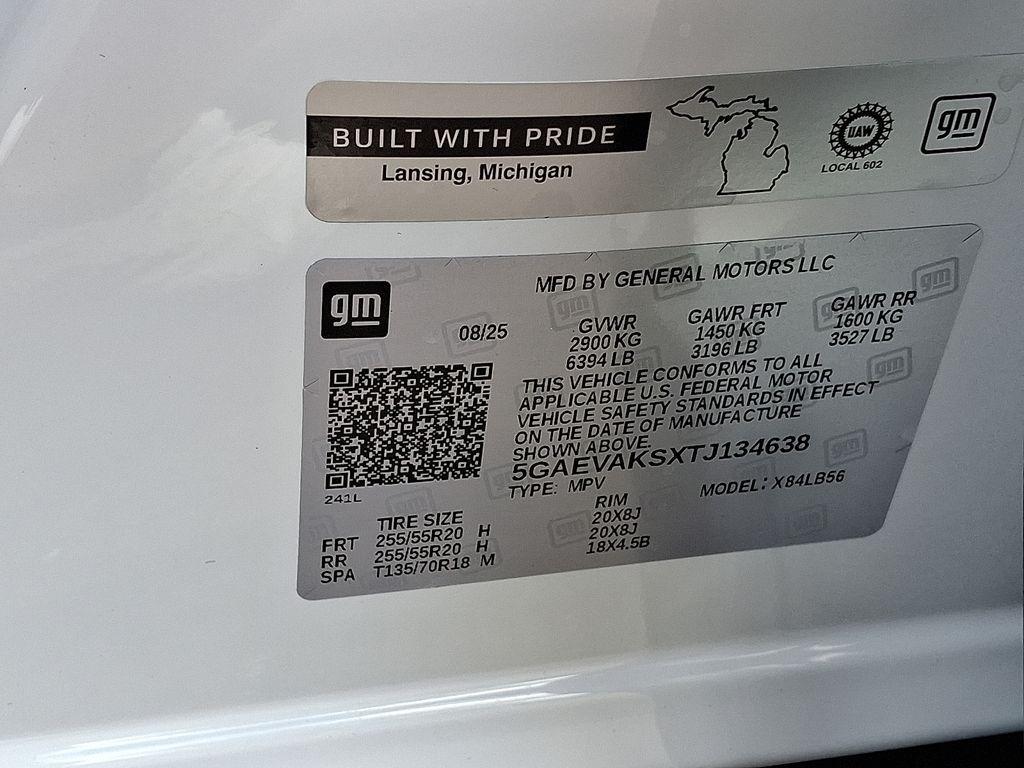 BUILT WITH PRIDE
Lansing, Michigan
UAW
LOCAL 602
gm
gm
MFD BY GENERAL MOTORS LLC
08/25
GVWR GAWR FRT GAWR RR
2900 KG 1450 KG 1600 KG
6394 LB 3196 LB 3527 LB
THIS VEHICLE CONFORMS TO ALL
APPLICABLE U.S. FEDERAL MOTOR
VEHICLE SAFETY STANDARDS IN EFFECT
ON THE DATE OF MANUFACTURE
SHOWN ABOVE.
5GAEVAKSXTJ134638
TYPE: MPV MODEL: X84LB56
241L
TIRE SIZE RIM
FRT 255/55R20 H 20X8J
RR 255/55R20 H 20X8J
SPA T135/70R18 M 18X4.5B